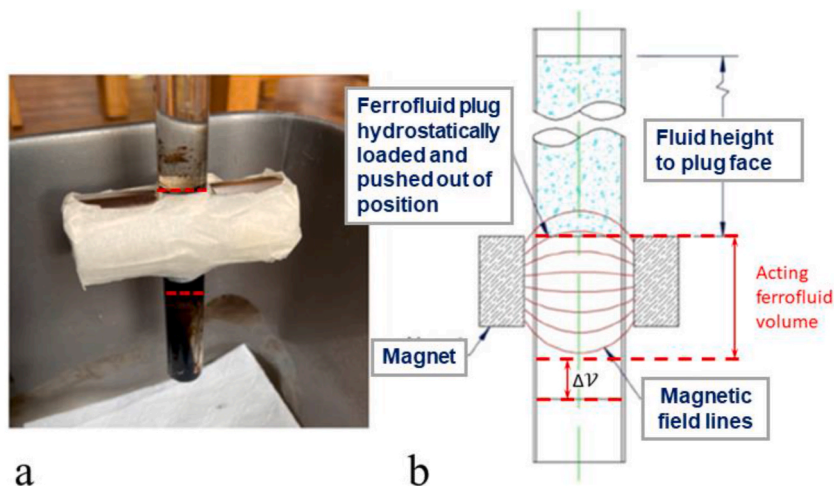 Ferrofluid plug
hydrostatically
loaded and
pushed out of
position
Fluid height
to plug face
Acting
ferrofluid
volume
Magnet
Δ𝒱
Magnetic
field lines
a
b